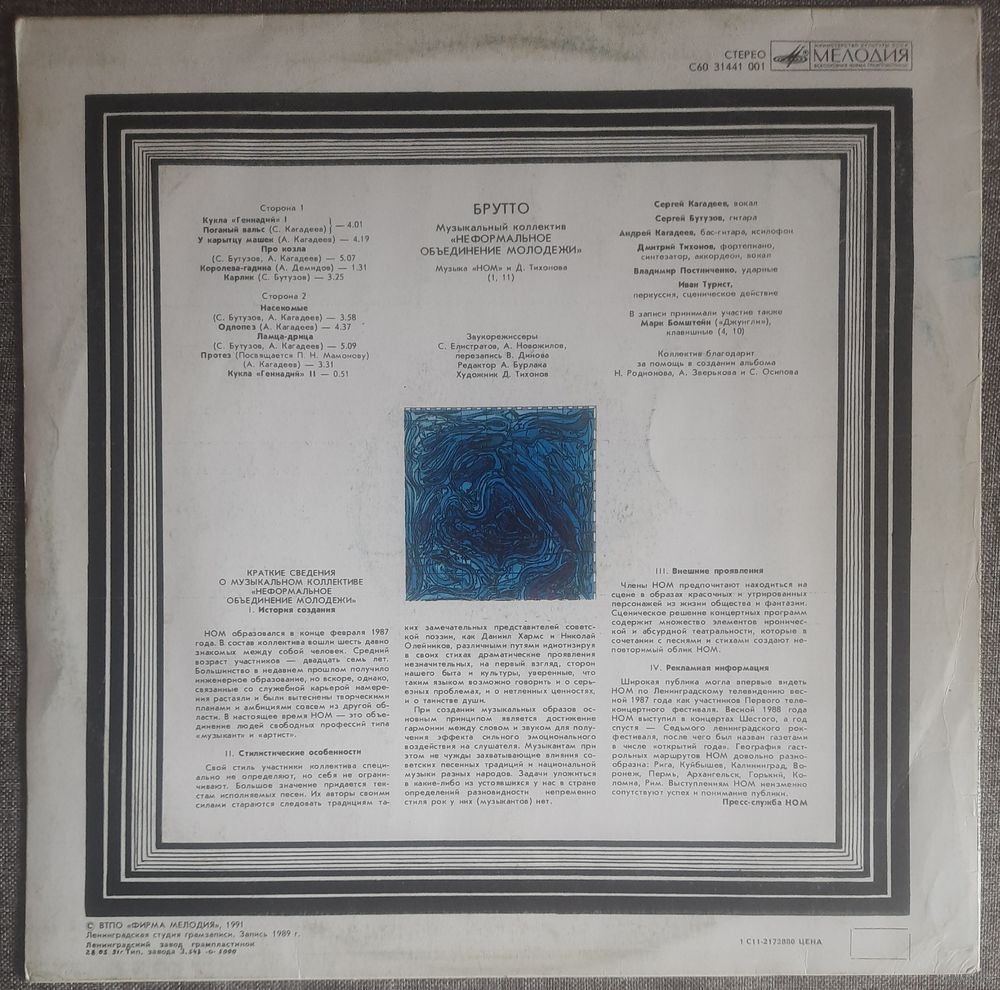 СТЕРЕО
С60 31441 001
МИНИСТЕРСТВО КУЛЬТУРЫ СССР
МЕЛОДИЯ
ВСЕСОЮЗНАЯ ФИРМА ГРАМПЛАСТИНОК
Сторона 1
Кукла «Геннадий» I
Поганый вальс (С. Кагадеев) } — 4.01
У карытцу машек (А. Кагадеев) — 4.19
Про козла
(С. Бутузов, А. Кагадеев) — 5.07
Королева-гадина (А. Демидов) — 1.31
Карлик (С. Бутузов) — 3.25
Сторона 2
Насекомые
(С. Бутузов, А. Кагадеев) — 3.58
Одлопез (А. Кагадеев) — 4.37
Ламца-дрица
(С. Бутузов, А. Кагадеев) — 5.09
Протез (Посвящается П. Н. Мамонову)
(А. Кагадеев) — 3.31
Кукла «Геннадий» II — 0.51
БРУТТО
Музыкальный коллектив
«НЕФОРМАЛЬНОЕ
ОБЪЕДИНЕНИЕ МОЛОДЕЖИ»
Музыка «НОМ» и Д. Тихонова
(1, 11)
Звукорежиссеры
С. Елистратов, А. Новожилов,
перезапись В. Динова
Редактор А. Бурлака
Художник Д. Тихонов
Сергей Кагадеев, вокал
Сергей Бутузов, гитара
Андрей Кагадеев, бас-гитара, ксилофон
Дмитрий Тихонов, фортепиано,
синтезатор, аккордеон, вокал
Владимир Постниченко, ударные
Иван Турист,
перкуссия, сценическое действие
В записи принимали участие также
Марк Бомштейн («Джунгли»),
клавишные (4, 10)
Коллектив благодарит
за помощь в создании альбома
Н. Родионова, А. Зверькова и С. Осипова
КРАТКИЕ СВЕДЕНИЯ
О МУЗЫКАЛЬНОМ КОЛЛЕКТИВЕ
«НЕФОРМАЛЬНОЕ
ОБЪЕДИНЕНИЕ МОЛОДЕЖИ»
I. История создания
НОМ образовался в конце февраля 1987
года. В состав коллектива вошли шесть давно
знакомых между собой человек. Средний
возраст участников — двадцать семь лет.
Большинство в недавнем прошлом получило
инженерное образование, но вскоре, однако,
связанные со служебной карьерой намере-
ния растаяли и были вытеснены творческими
планами и амбициями совсем из другой об-
ласти. В настоящее время НОМ — это объе-
динение людей свободных профессий типа
«музыкант» и «артист».
II. Стилистические особенности
Свой стиль участники коллектива специ-
ально не определяют, но себя не ограни-
чивают. Большое значение придается тек-
стам исполняемых песен. Их авторы своими
силами стараются следовать традициям та-
ких замечательных представителей советс-
кой поэзии, как Даниил Хармс и Николай
Олейников, различными путями идиотизируя
в своих стихах драматические проявления
незначительных, на первый взгляд, сторон
нашего быта и культуры, уверенные, что
таким языком возможно говорить и о серь-
езных проблемах, и о нетленных ценностях,
и о таинстве души.
При создании музыкальных образов ос-
новным принципом является достижение
гармонии между словом и звуком для полу-
чения эффекта сильного эмоционального
воздействия на слушателя. Музыкантам при
этом не чужды захватывающие влияния со-
ветских песенных традиций и национальной
музыки разных народов. Задачи уложиться
в какие-либо из устоявшихся у нас в стране
определений разновидности непременно
стиля рок у них (музыкантов) нет.
III. Внешние проявления
Члены НОМ предпочитают находиться на
сцене в образах красочных и утрированных
персонажей из жизни общества и фантазии.
Сценическое решение концертных программ
содержит множество элементов ироничес-
кой и абсурдной театральности, которые в
сочетании с песнями и стихами создают не-
повторимый облик НОМ.
IV. Рекламная информация
Широкая публика могла впервые видеть
НОМ по Ленинградскому телевидению вес-
ной 1987 года как участников Первого теле-
концертного фестиваля. Весной 1988 года
НОМ выступил в концертах Шестого, а год
спустя — Седьмого ленинградского рок-
фестиваля, после чего был назван газетами
в числе «открытий года». География гаст-
рольных маршрутов НОМ довольно разно-
образна: Рига, Куйбышев, Калининград, Во-
ронеж, Пермь, Архангельск, Горький, Ко-
ломна, Рим. Выступлениям НОМ неизменно
сопутствуют успех и понимание публики.
Пресс-служба НОМ
© ВТПО «ФИРМА МЕЛОДИЯ», 1991
Ленинградская студия грамзаписи. Запись 1989 г.
Ленинградский завод грампластинок
28.05.91г Тип. завода З.548 -0-5000
1 С11-2172880 ЦЕНА